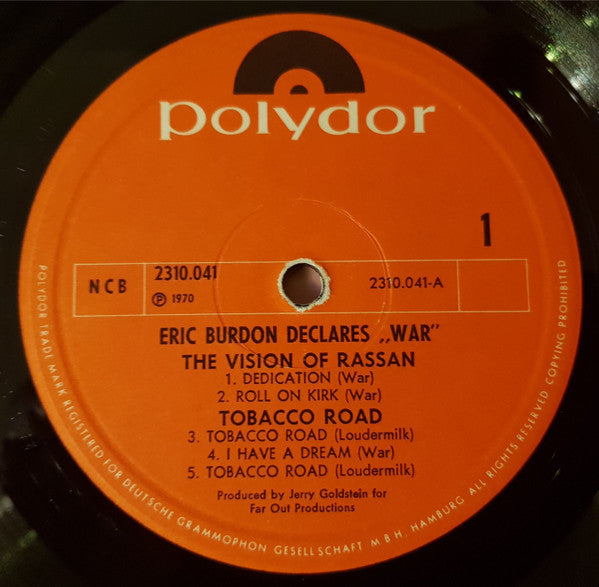 polydor
1
NCB
2310.041
℗ 1970
2310.041-A
ERIC BURDON DECLARES „WAR"
THE VISION OF RASSAN
1. DEDICATION (War)
2. ROLL ON KIRK (War)
TOBACCO ROAD
3. TOBACCO ROAD (Loudermilk)
4. I HAVE A DREAM (War)
5. TOBACCO ROAD (Loudermilk)
Produced by Jerry Goldstein for
Far Out Productions
POLYDOR TRADE MARK REGISTERED FOR DEUTSCHE GRAMMOPHON GESELLSCHAFT M B H, HAMBURG ALL RIGHTS RESERVED COPYING PROHIBITED